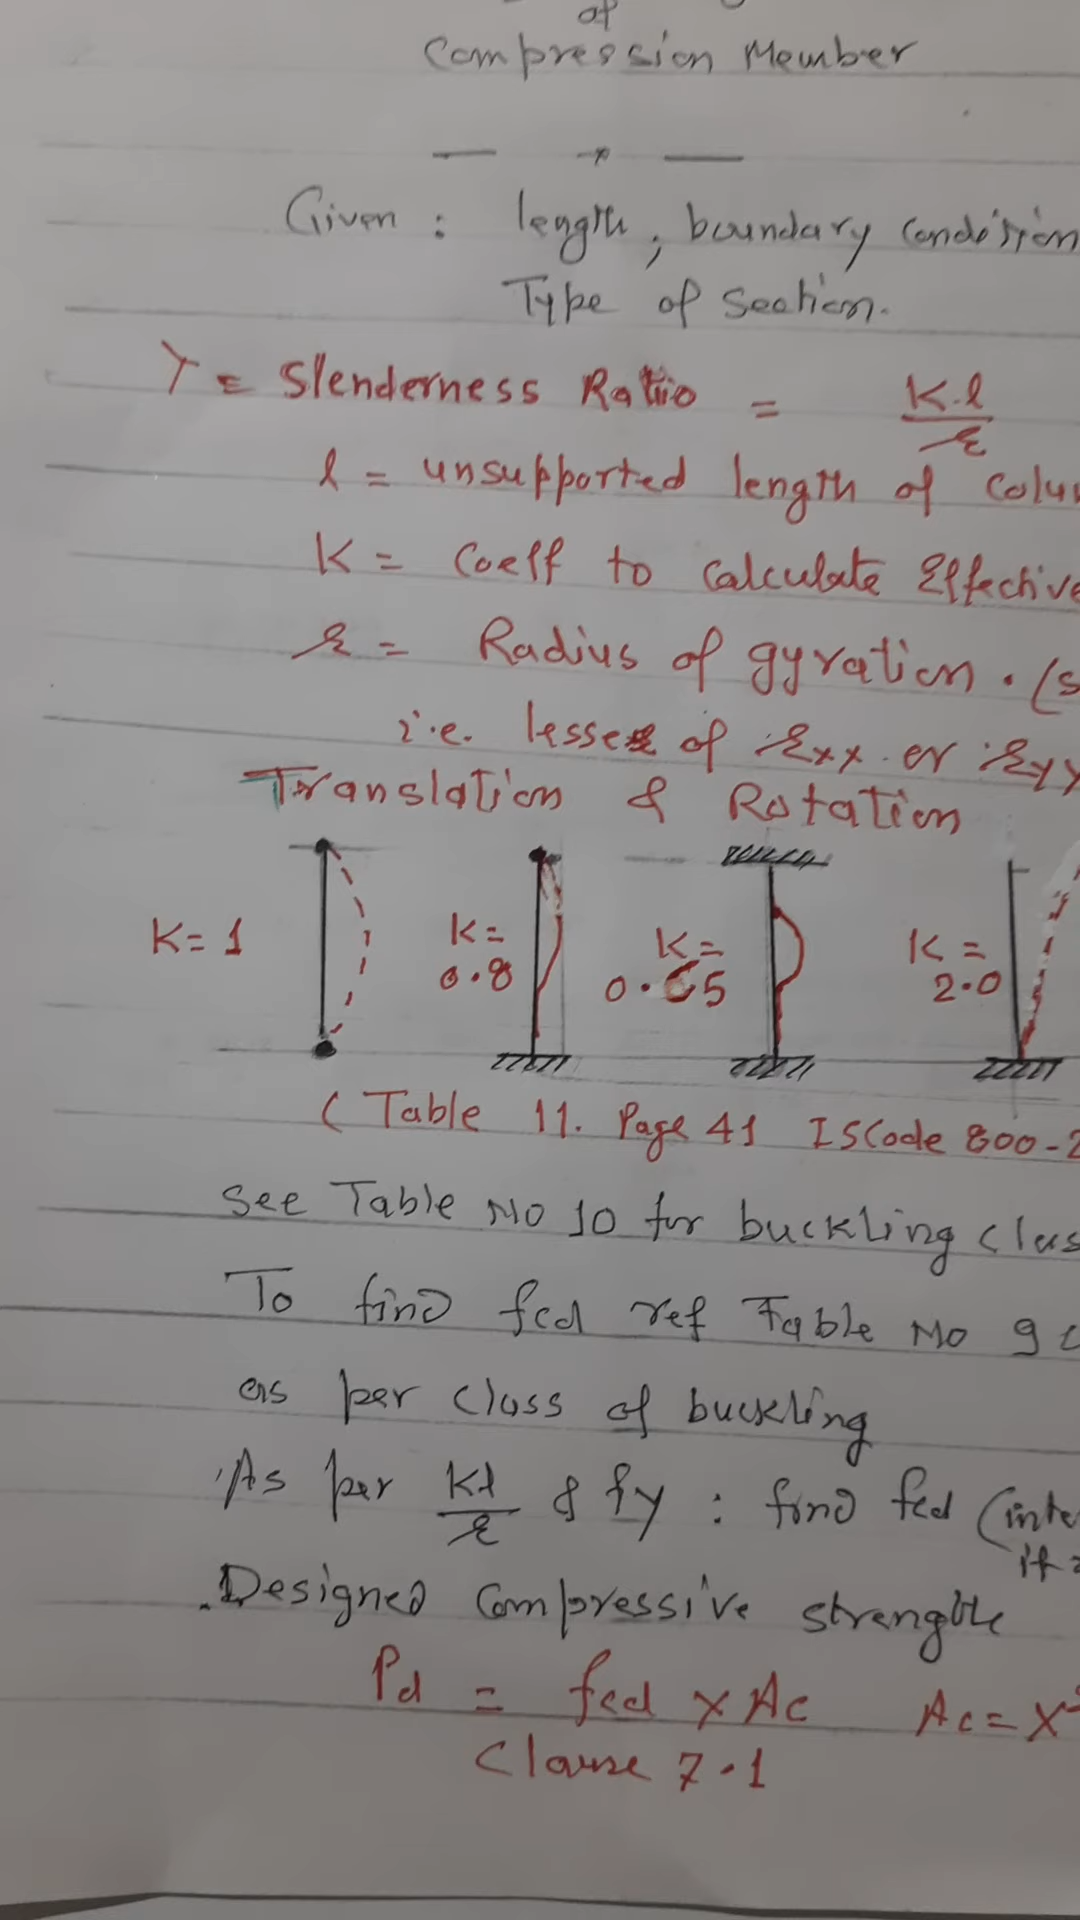 of
Compression Member
Given : length, boundary Condition
Type of Section.
Slenderness Ratio = K.l / r
l = unsupported length of
K = Coeff to Calculate Effective
r = Radius of gyration . (
i.e. lesser of rxx or ryy
Translation & Rotation
K= 1 K= 0.8 K= 0.65 K= 2.0
( Table 11. Page 41 IS Code 800-
See Table No 10 for buckling
To find fcd ref Table No 9
as per Class of buckling
As per Kl / r & fy : find fcd (
Designed Compressive strength
Pd = fcd x Ac Ac =
Clause 7.1